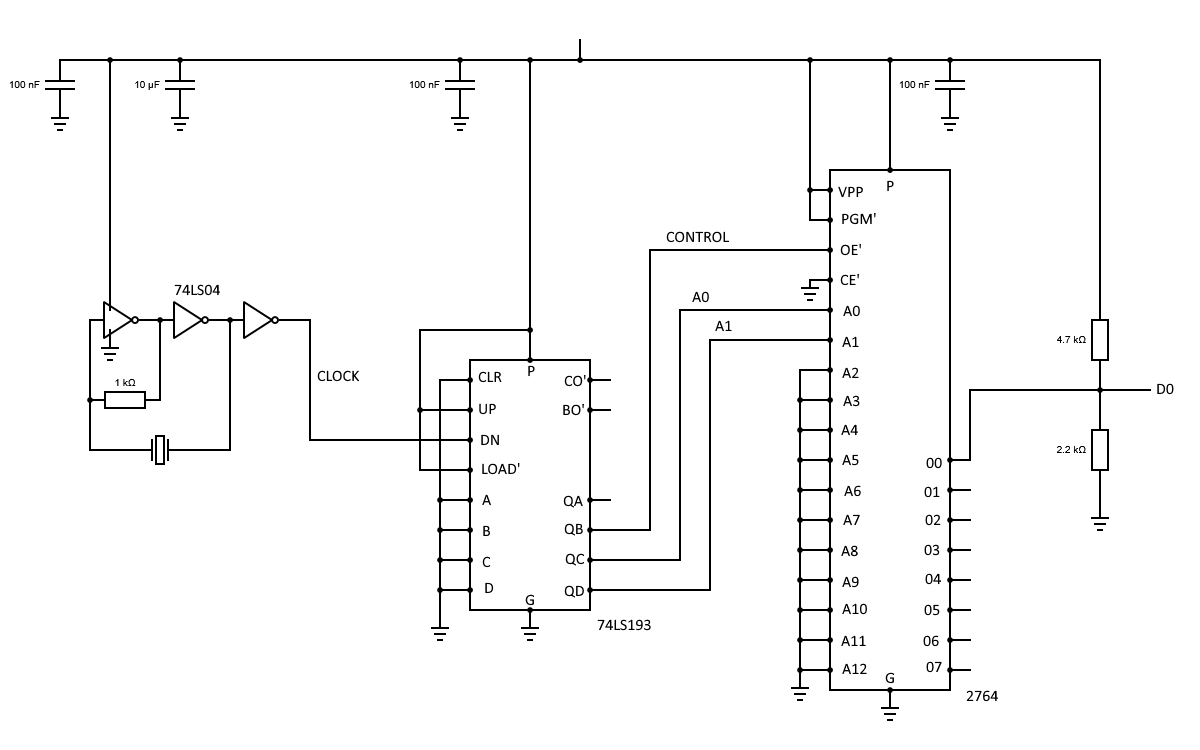 100 nF
10 µF
100 nF
100 nF
P
VPP
PGM'
CONTROL
OE'
CE'
74LS04
A0
A0
A1
A1
4.7 kΩ
CLOCK
1 kΩ
P
CLR
CO'
UP
BO'
DN
LOAD'
A
QA
B
QB
C
QC
D
QD
G
74LS193
A2
A3
A4
A5
A6
A7
A8
A9
A10
A11
A12
00
01
02
03
04
05
06
07
G
2764
D0
2.2 kΩ